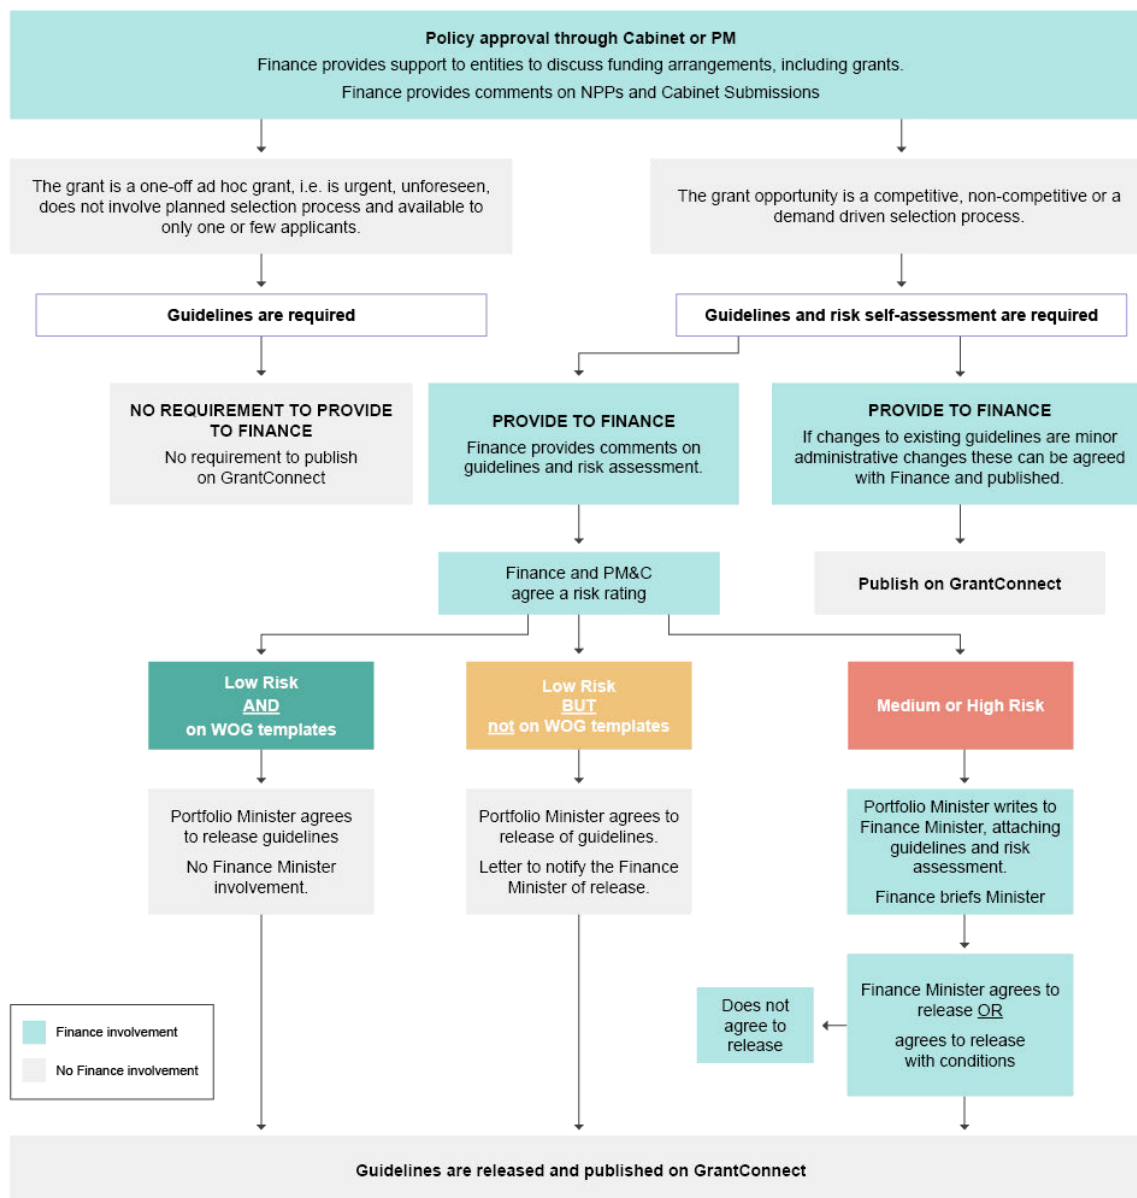 Policy approval through Cabinet or PM
Finance provides support to entities to discuss funding arrangements, including grants.
Finance provides comments on NPPs and Cabinet Submissions
The grant is a one-off ad hoc grant, i.e. is urgent, unforeseen,
does not involve planned selection process and available to
only one or few applicants.
The grant opportunity is a competitive, non-competitive or a
demand driven selection process.
Guidelines are required
Guidelines and risk self-assessment are required
NO REQUIREMENT TO PROVIDE
TO FINANCE
No requirement to publish
on GrantConnect
PROVIDE TO FINANCE
Finance provides comments on
guidelines and risk assessment.
PROVIDE TO FINANCE
If changes to existing guidelines are minor
administrative changes these can be agreed
with Finance and published.
Finance and PM&C
agree a risk rating
Publish on GrantConnect
Low Risk
AND
on WOG templates
Low Risk
BUT
not on WOG templates
Medium or High Risk
Portfolio Minister agrees
to release guidelines
No Finance Minister
involvement.
Portfolio Minister agrees to
release of guidelines.
Letter to notify the Finance
Minister of release.
Portfolio Minister writes to
Finance Minister, attaching
guidelines and risk
assessment.
Finance briefs Minister
Does not
agree to
release
Finance Minister agrees to
release OR
agrees to release
with conditions
Finance involvement
No Finance involvement
Guidelines are released and published on GrantConnect